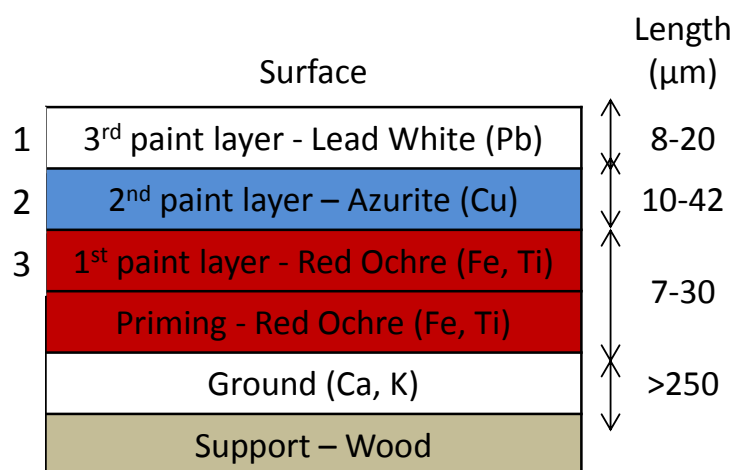 Length
(µm)
Surface
1 3rd paint layer - Lead White (Pb) 8-20
2 2nd paint layer – Azurite (Cu) 10-42
3 1st paint layer - Red Ochre (Fe, Ti)
7-30
Priming - Red Ochre (Fe, Ti)
Ground (Ca, K) >250
Support – Wood